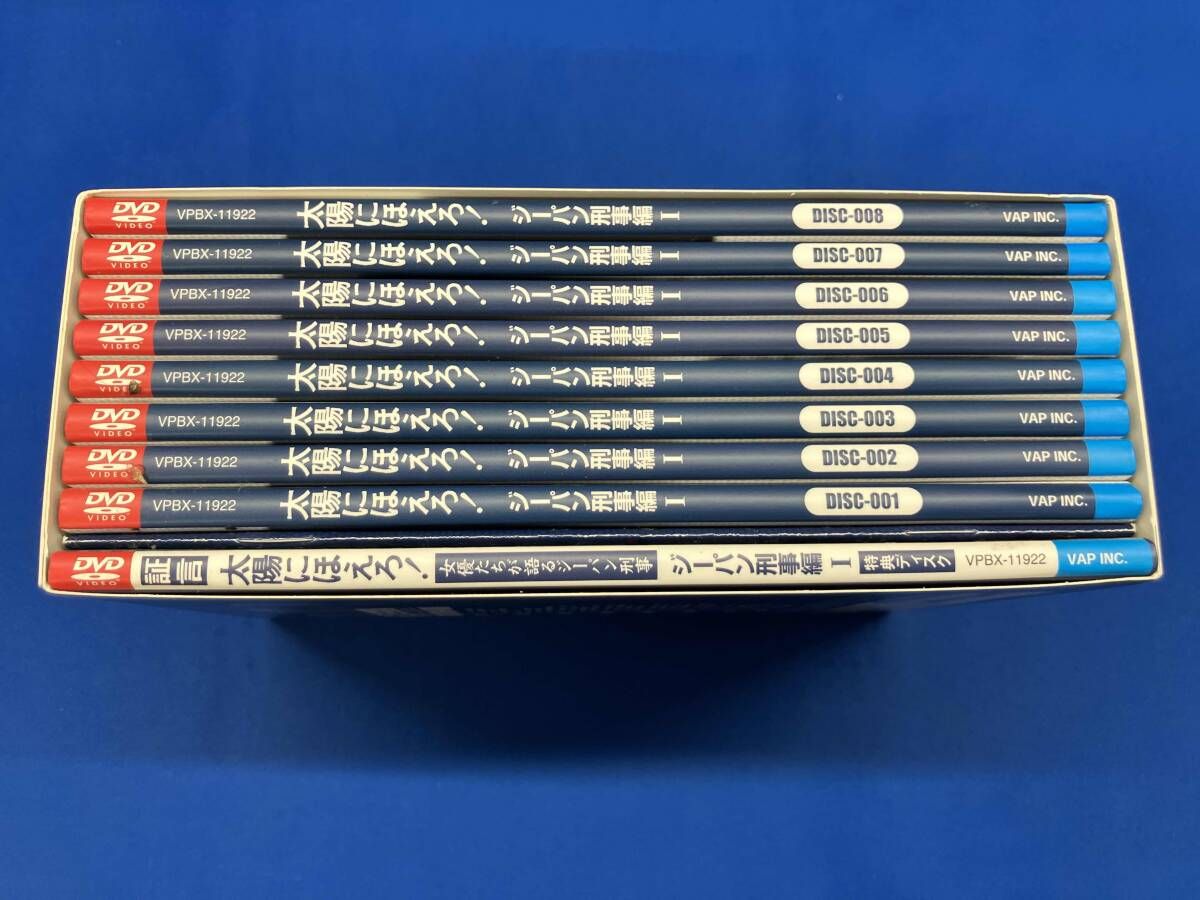 DVD VIDEO VPBX-11922 太陽にほえろ! ジーパン刑事編 I DISC-008 VAP INC.
DVD VIDEO VPBX-11922 太陽にほえろ! ジーパン刑事編 I DISC-007 VAP INC.
DVD VIDEO VPBX-11922 太陽にほえろ! ジーパン刑事編 I DISC-006 VAP INC.
DVD VIDEO VPBX-11922 太陽にほえろ! ジーパン刑事編 I DISC-005 VAP INC.
DVD VIDEO VPBX-11922 太陽にほえろ! ジーパン刑事編 I DISC-004 VAP INC.
DVD VIDEO VPBX-11922 太陽にほえろ! ジーパン刑事編 I DISC-003 VAP INC.
DVD VIDEO VPBX-11922 太陽にほえろ! ジーパン刑事編 I DISC-002 VAP INC.
DVD VIDEO VPBX-11922 太陽にほえろ! ジーパン刑事編 I DISC-001 VAP INC.
DVD VIDEO 証言 太陽にほえろ! 女優たちが語るジーパン刑事 ジーパン刑事編 I 特典ディスク VPBX-11922 VAP INC.